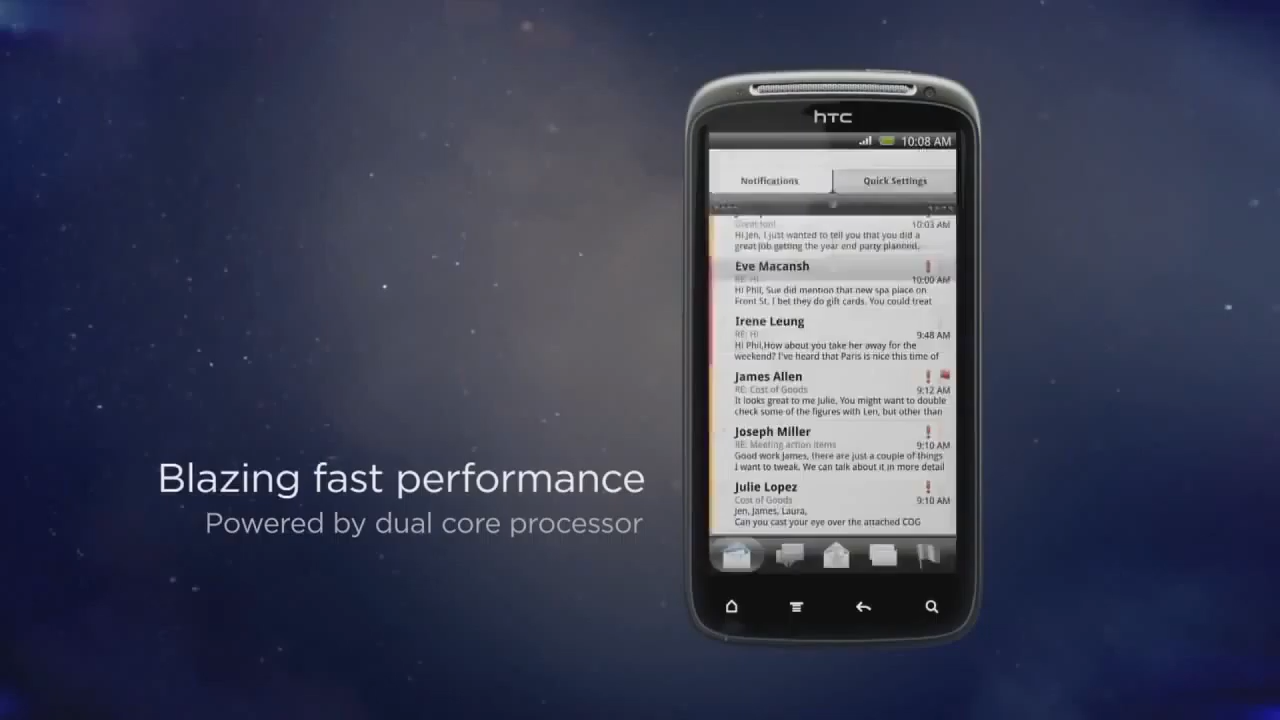 hTC
10:08 AM
Notifications
Quick Settings
10:03 AM
Hi Jen, I just wanted to tell you that you did a
great job getting the year end party planned.
Eve Macansh
RE: Hi
10:00 AM
Hi Phil, Sue did mention that new spa place on
Front St. I bet they do gift cards. You could treat
Irene Leung
RE: Hi
9:48 AM
Hi Phil,How about you take her away for the
weekend? I've heard that Paris is nice this time of
James Allen
RE: Cost of Goods
9:12 AM
It looks great to me Julie, You might want to double
check some of the figures with Len, but other than
Joseph Miller
RE: Meeting action items
9:10 AM
Good work James, there are just a couple of things
I want to tweak. We can talk about it in more detail
Julie Lopez
Cost of Goods
9:10 AM
Jen, James, Laura,
Can you cast your eye over the attached COG
Blazing fast performance
Powered by dual core processor